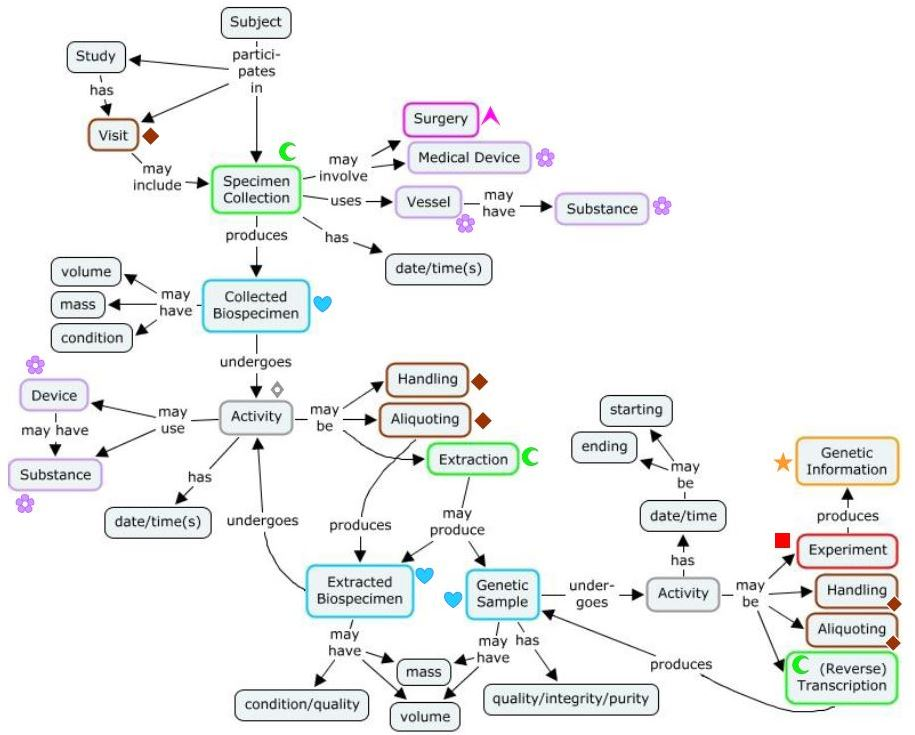 Subject
Study
partici-
pates
in
has
Visit
may
include
Specimen
Collection
may
involve
Surgery
Medical Device
uses
Vessel
may
have
Substance
has
date/time(s)
produces
Collected
Biospecimen
may
have
volume
mass
condition
undergoes
Activity
may
use
Device
may have
Substance
has
date/time(s)
may
be
Handling
Aliquoting
Extraction
undergoes
produces
may
produce
Extracted
Biospecimen
Genetic
Sample
may
have
condition/quality
mass
volume
may
have
has
quality/integrity/purity
under-
goes
Activity
has
date/time
may
be
starting
ending
may
be
Genetic
Information
produces
Experiment
Handling
Aliquoting
(Reverse)
Transcription
produces